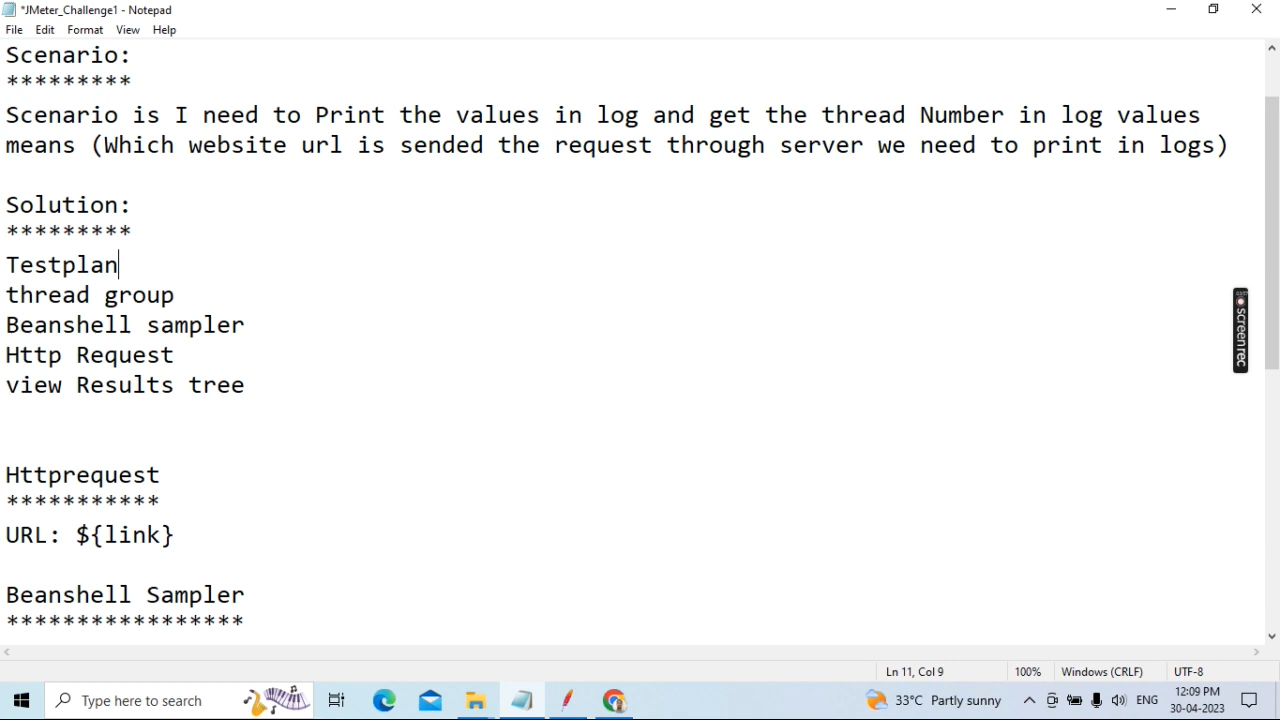 *JMeter_Challenge1 - Notepad
File Edit Format View Help
Scenario:
*********
Scenario is I need to Print the values in log and get the thread Number in log values
means (Which website url is sended the request through server we need to print in logs)
Solution:
*********
Testplan
thread group
Beanshell sampler
Http Request
view Results tree
Httprequest
***********
URL: ${link}
Beanshell Sampler
*****************
screenrec
Ln 11, Col 9 100% Windows (CRLF) UTF-8
Type here to search 33°C Partly sunny ENG 12:09 PM
30-04-2023